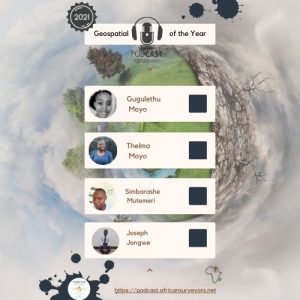 2021
Geospatial of the Year
PODCAST
Gugulethu
Moyo
Thelma
Moyo
Simbarashe
Mutemeri
Joseph
Jongwe
https://podcast.africansurveyors.net